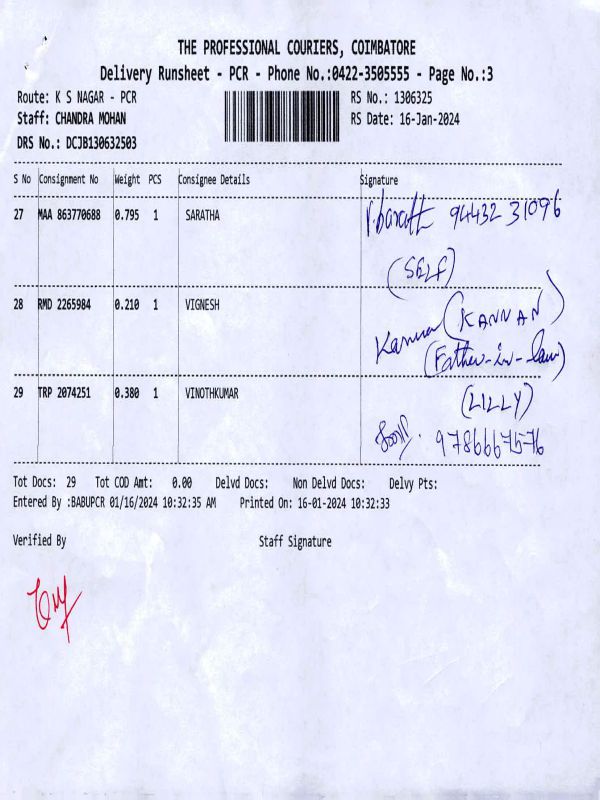 THE PROFESSIONAL COURIERS, COIMBATORE
Delivery Runsheet - PCR - Phone No.:0422-3505555 - Page No.:3
Route: K S NAGAR - PCR RS No.: 1306325
Staff: CHANDRA MOHAN RS Date: 16-Jan-2024
DRS No.: DCJB130632503
S No Consignment No Weight PCS Consignee Details Signature
27 MAA 863770688 0.795 1 SARATHA 94432 31096
(SELF)
28 RMD 2265984 0.210 1 VIGNESH Kannan (KANNAN)
(Father-in-law)
29 TRP 2074251 0.380 1 VINOTHKUMAR (LILLY)
9786667576
Tot Docs: 29 Tot COD Amt: 0.00 Delvd Docs: Non Delvd Docs: Delvy Pts:
Entered By :BABUPCR 01/16/2024 10:32:35 AM Printed On: 16-01-2024 10:32:33
Verified By Staff Signature